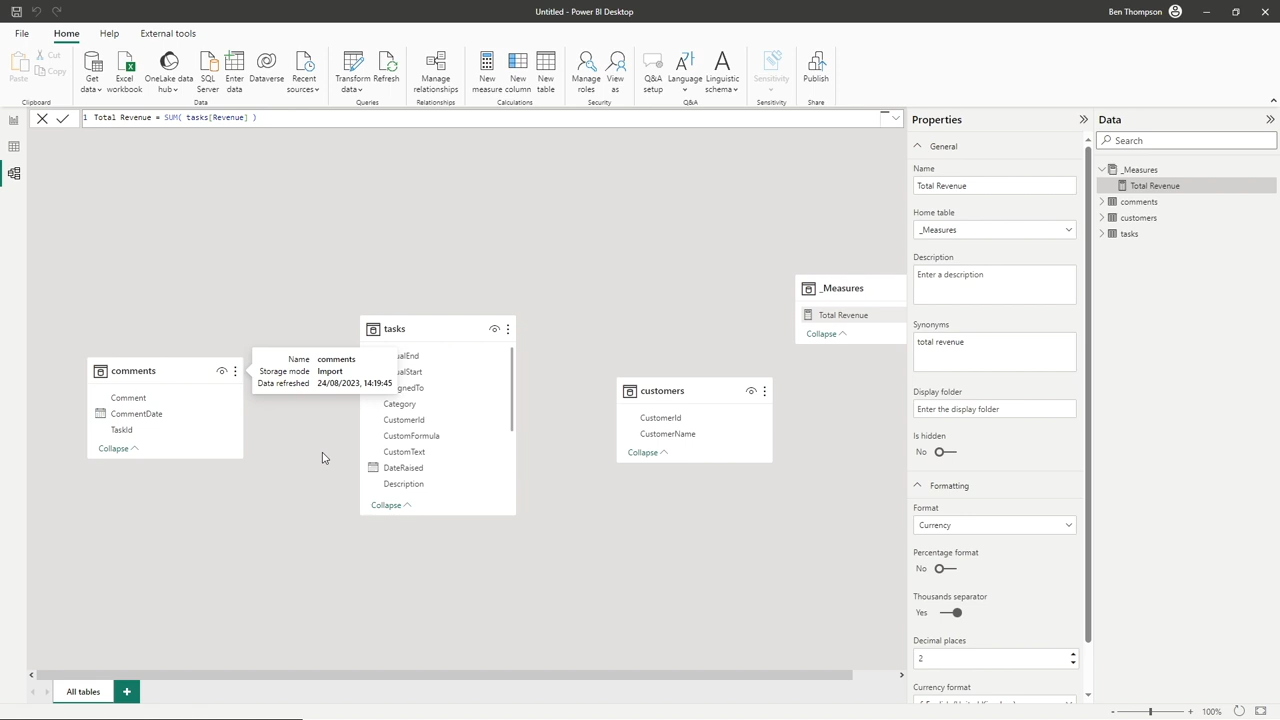 Untitled - Power BI Desktop
Ben Thompson
File
Home
Help
External tools
Paste
Cut
Copy
Get data
Excel workbook
OneLake data hub
SQL Server
Enter data
Dataverse
Recent sources
Transform data
Refresh
Manage relationships
New measure
New column
New table
Manage roles
View as
Q&A setup
Language
Linguistic schema
Sensitivity
Publish
Clipboard
Data
Queries
Relationships
Calculations
Security
Q&A
Sensitivity
Share
1 Total Revenue = SUM( tasks[Revenue] )
comments
Comment
CommentDate
TaskId
Collapse
Name comments
Storage mode Import
Data refreshed 24/08/2023, 14:19:45
tasks
ualEnd
ualStart
ignedTo
Category
CustomerId
CustomFormula
CustomText
DateRaised
Description
Collapse
customers
CustomerId
CustomerName
Collapse
_Measures
Total Revenue
Collapse
Properties
General
Name
Total Revenue
Home table
_Measures
Description
Enter a description
Synonyms
total revenue
Display folder
Enter the display folder
Is hidden
No
Formatting
Format
Currency
Percentage format
No
Thousands separator
Yes
Decimal places
2
Currency format
Data
Search
_Measures
Total Revenue
comments
customers
tasks
All tables
100%